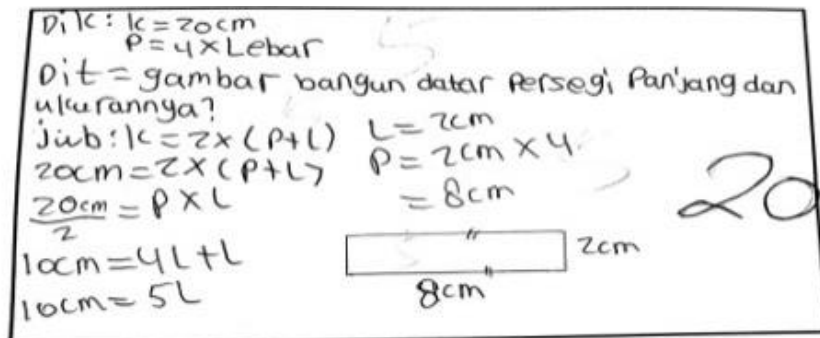 Dik: k = 20cm
P = 4 x Lebar
Dit = gambar bangun datar Persegi Panjang dan
ukurannya?
jwb: k = 2 x (P+l)
20cm = 2 x (P+L)
20cm/2 = P x L
10cm = 4L+L
10cm = 5L
L = 2cm
P = 2cm x 4
= 8cm
2cm
8cm
20